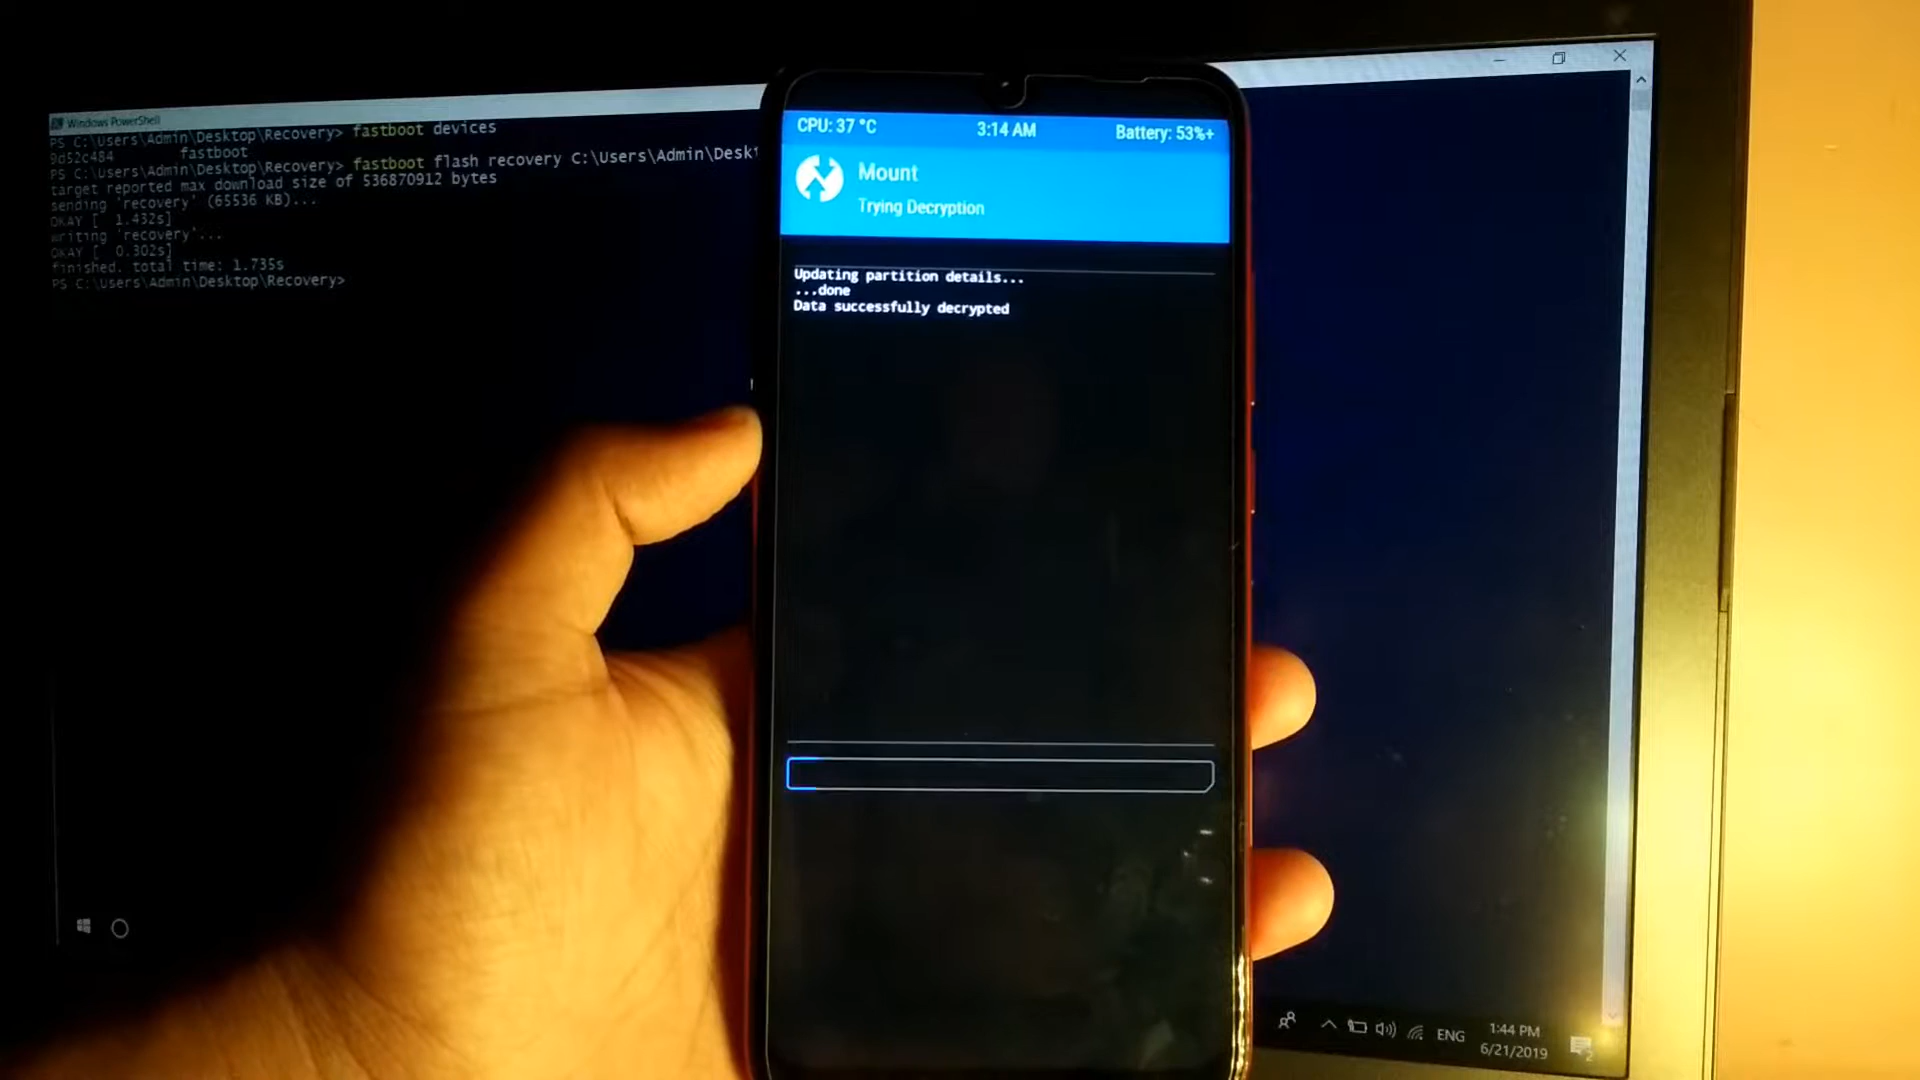 Windows PowerShell
PS C:\Users\Admin\Desktop\Recovery> fastboot devices
9d52c484 fastboot
PS C:\Users\Admin\Desktop\Recovery> fastboot flash recovery C:\Users\Admin\Deskt
target reported max download size of 536870912 bytes
sending 'recovery' (65536 KB)...
OKAY [ 1.432s]
writing 'recovery'...
OKAY [ 0.302s]
finished. total time: 1.735s
PS C:\Users\Admin\Desktop\Recovery>
CPU: 37 °C 3:14 AM Battery: 53%+
Mount
Trying Decryption
Updating partition details...
...done
Data successfully decrypted
ENG 1:44 PM
6/21/2019
2